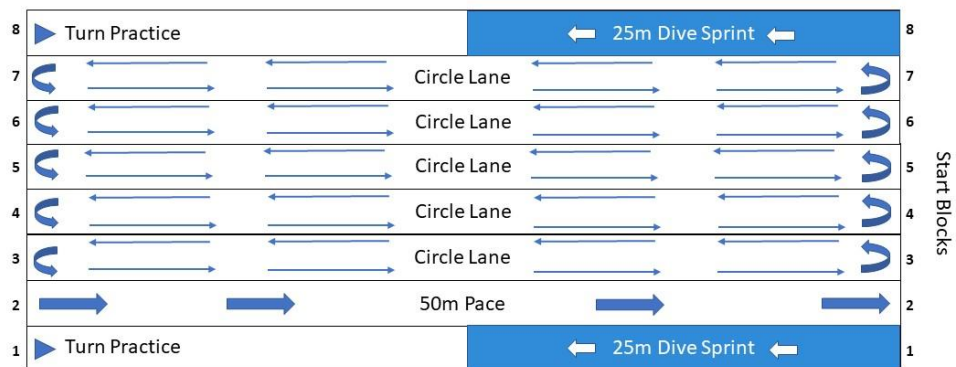 8 Turn Practice 25m Dive Sprint 8
7 Circle Lane 7
6 Circle Lane 6
5 Circle Lane 5
4 Circle Lane 4
3 Circle Lane 3
2 50m Pace 2
1 Turn Practice 25m Dive Sprint 1
Start Blocks